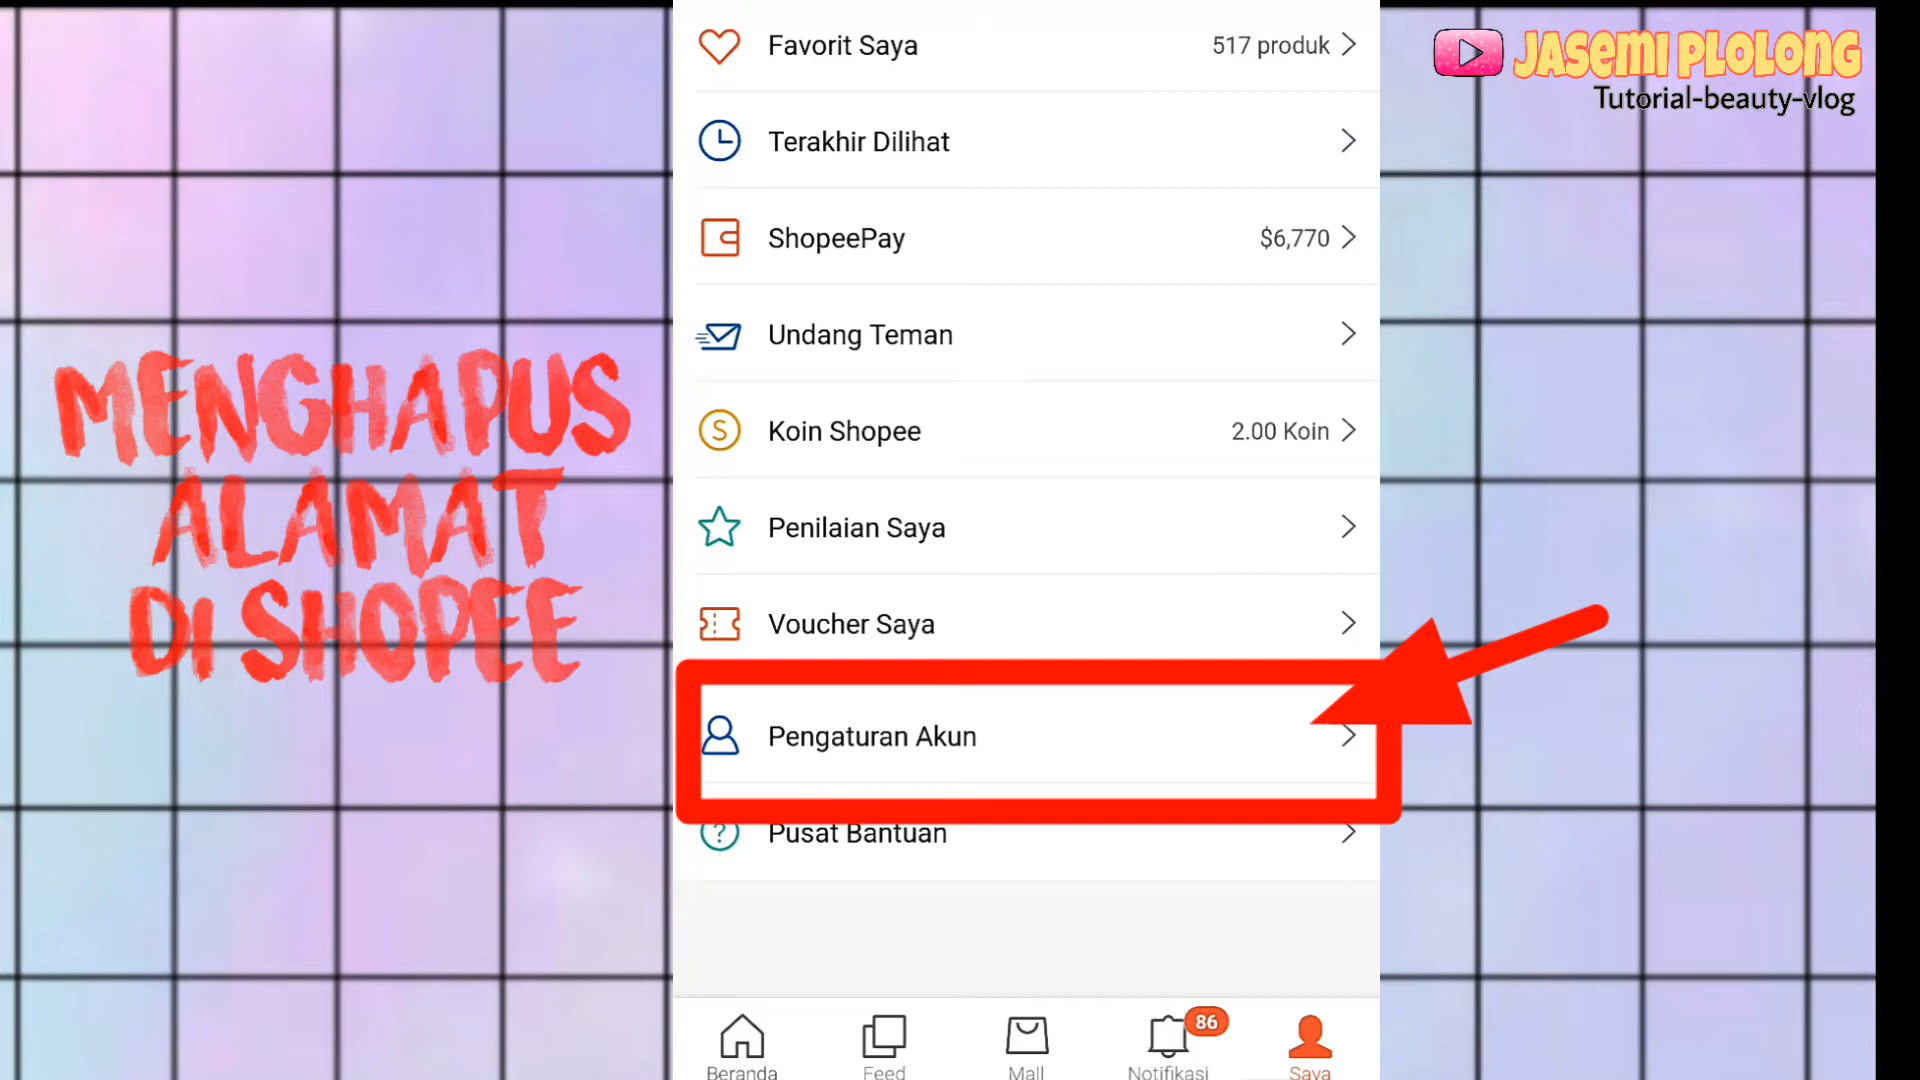 JASEMI PLOLONG
Tutorial-beauty-vlog
MENGHAPUS
ALAMAT
DI SHOPEE
Favorit Saya 517 produk
Terakhir Dilihat
ShopeePay $6,770
Undang Teman
S Koin Shopee 2.00 Koin
Penilaian Saya
Voucher Saya
Pengaturan Akun
? Pusat Bantuan
86
Beranda Feed Mall Notifikasi Saya